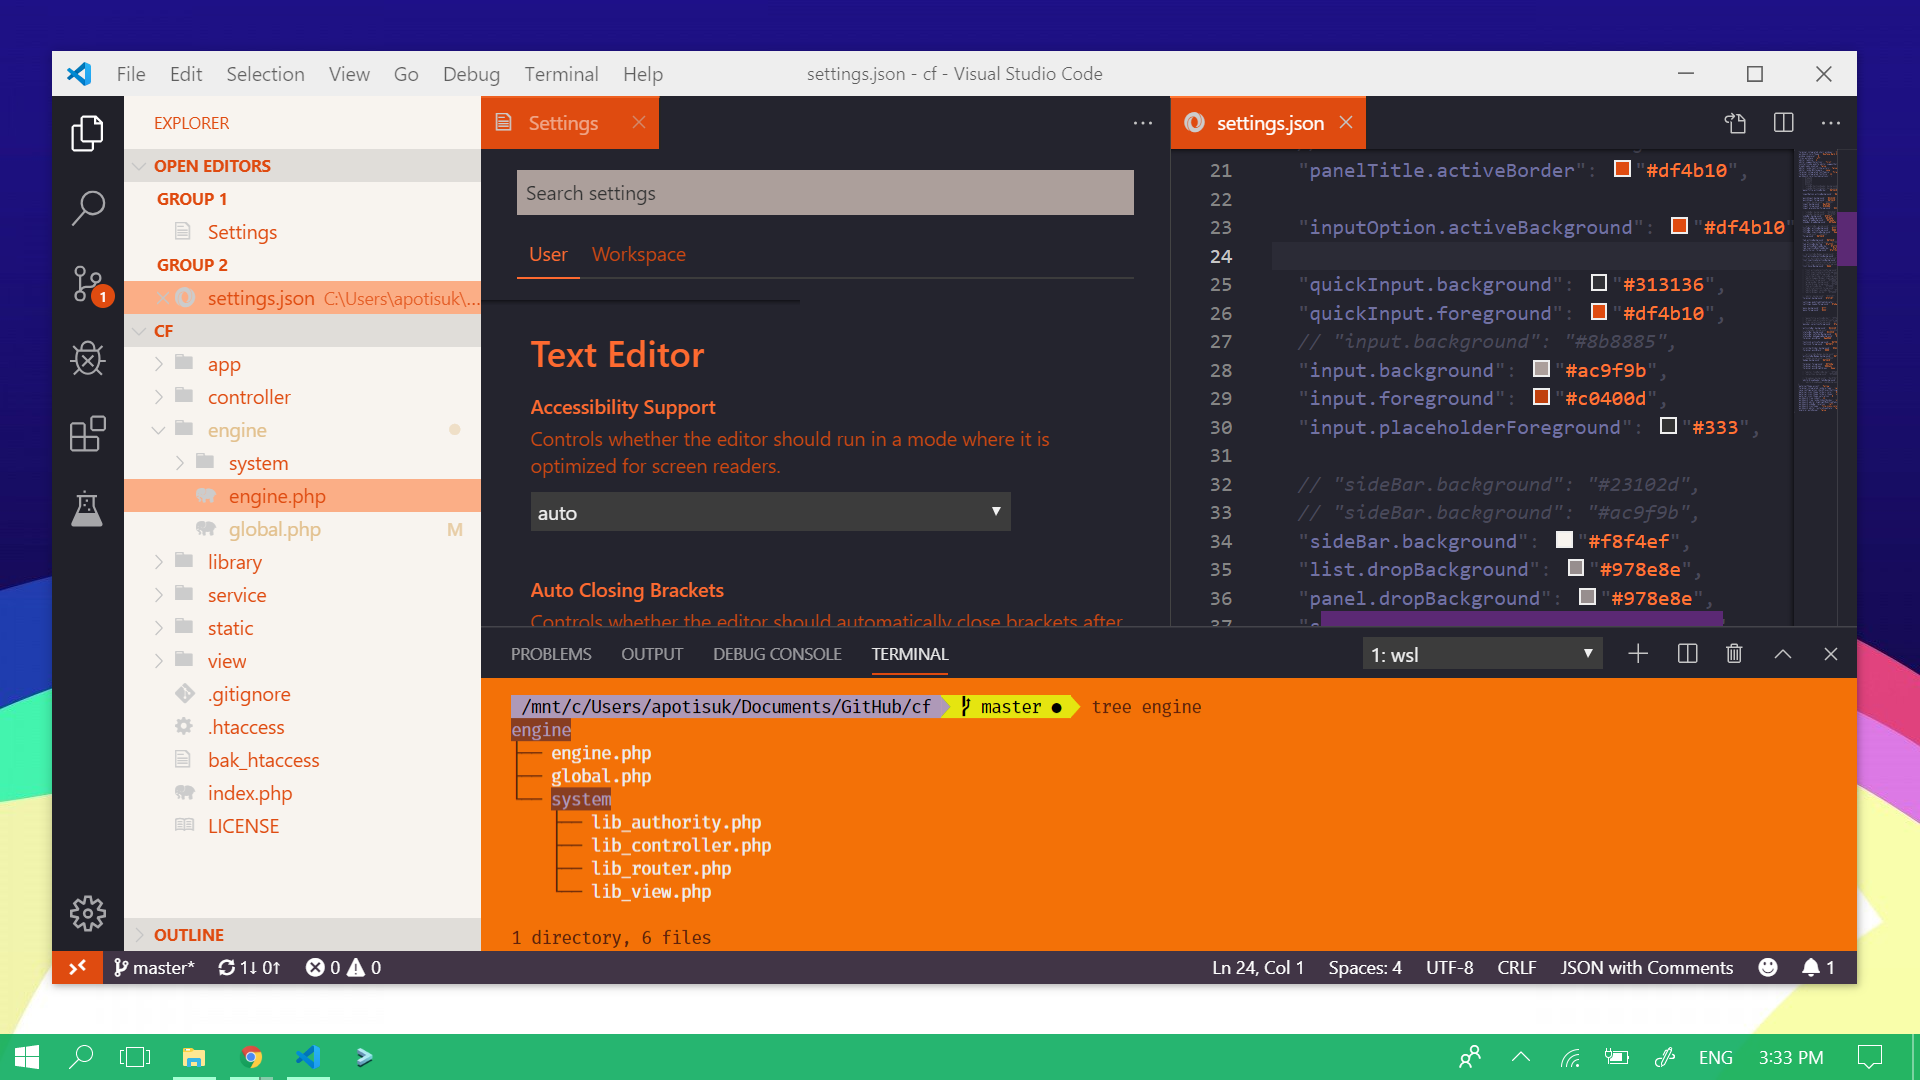 File Edit Selection View Go Debug Terminal Help
settings.json - cf - Visual Studio Code
EXPLORER
OPEN EDITORS
GROUP 1
Settings
GROUP 2
settings.json C:\Users\apotisuk\...
CF
app
controller
engine
system
engine.php
global.php M
library
service
static
view
.gitignore
.htaccess
bak_htaccess
index.php
LICENSE
OUTLINE
1
Settings
Search settings
User Workspace
Text Editor
Accessibility Support
Controls whether the editor should run in a mode where it is
optimized for screen readers.
auto
Auto Closing Brackets
Controls whether the editor should automatically close brackets after
settings.json
21 "panelTitle.activeBorder": "#df4b10",
22
23 "inputOption.activeBackground": "#df4b10"
24
25 "quickInput.background": "#313136",
26 "quickInput.foreground": "#df4b10",
27 // "input.background": "#8b8885",
28 "input.background": "#ac9f9b",
29 "input.foreground": "#c0400d",
30 "input.placeholderForeground": "#333",
31
32 // "sideBar.background": "#23102d",
33 // "sideBar.background": "#ac9f9b",
34 "sideBar.background": "#f8f4ef",
35 "list.dropBackground": "#978e8e",
36 "panel.dropBackground": "#978e8e",
37
PROBLEMS OUTPUT DEBUG CONSOLE TERMINAL
1: wsl
/mnt/c/Users/apotisuk/Documents/GitHub/cf master ● tree engine
engine
├── engine.php
├── global.php
└── system
├── lib_authority.php
├── lib_controller.php
├── lib_router.php
└── lib_view.php
1 directory, 6 files
master* 1↓ 0↑ 0 0
Ln 24, Col 1 Spaces: 4 UTF-8 CRLF JSON with Comments 1
ENG 3:33 PM